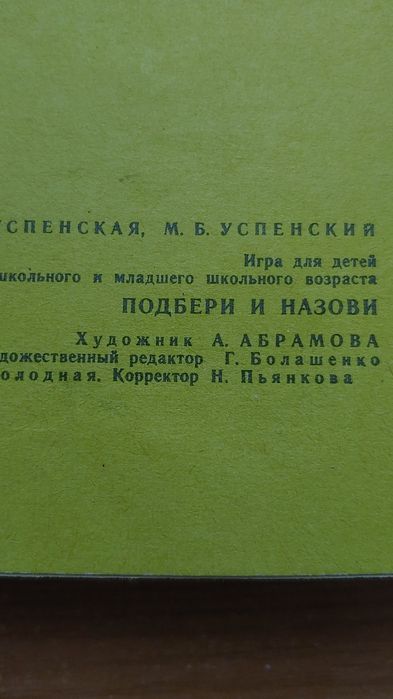 УСПЕНСКАЯ, М. Б. УСПЕНСКИЙ
Игра для детей
школьного и младшего школьного возраста
ПОДБЕРИ И НАЗОВИ
Художник А. АБРАМОВА
дожественный редактор Г. Болашенко
олодная. Корректор Н. Пьянкова